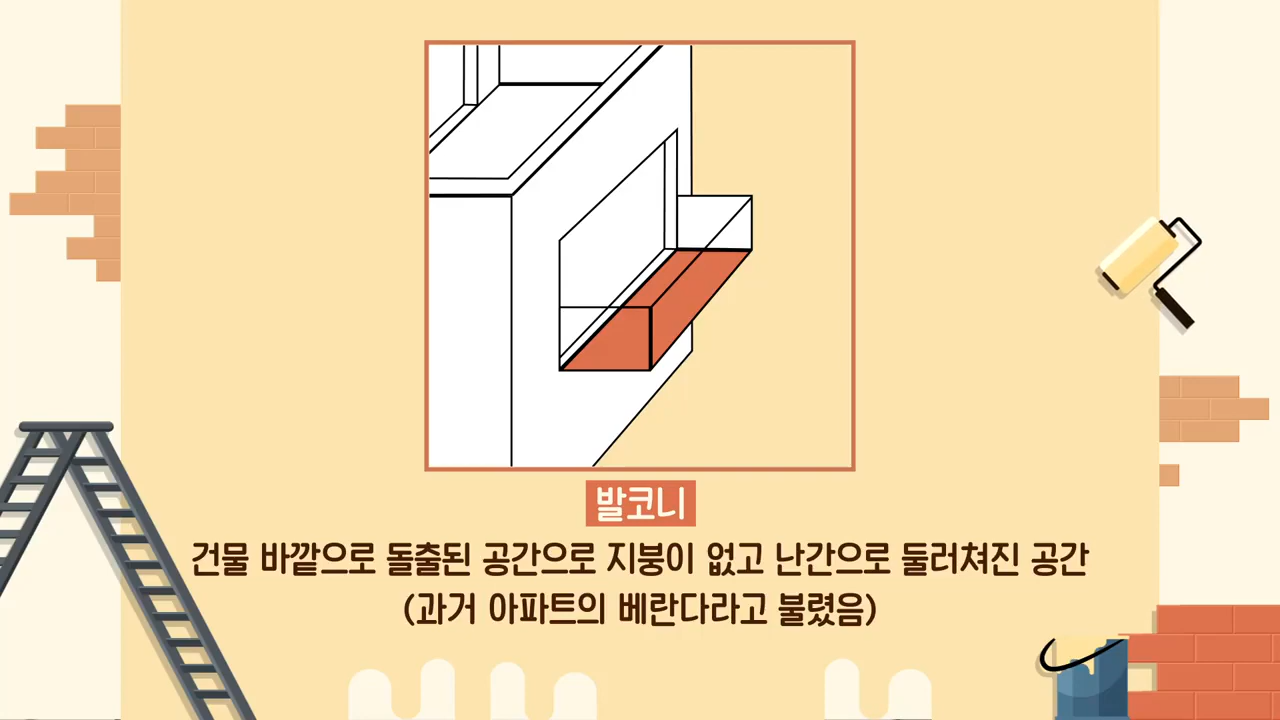 발코니
건물 바깥으로 돌출된 공간으로 지붕이 없고 난간으로 둘러쳐진 공간
(과거 아파트의 베란다라고 불렸음)